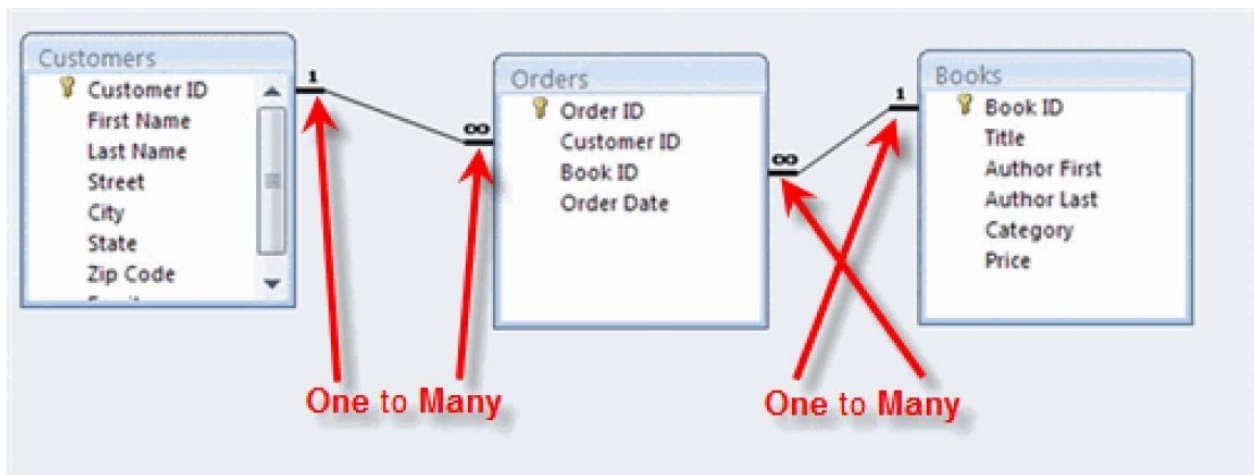 Customers
Customer ID
First Name
Last Name
Street
City
State
Zip Code
1
∞
Orders
Order ID
Customer ID
Book ID
Order Date
∞
1
Books
Book ID
Title
Author First
Author Last
Category
Price
One to Many
One to Many